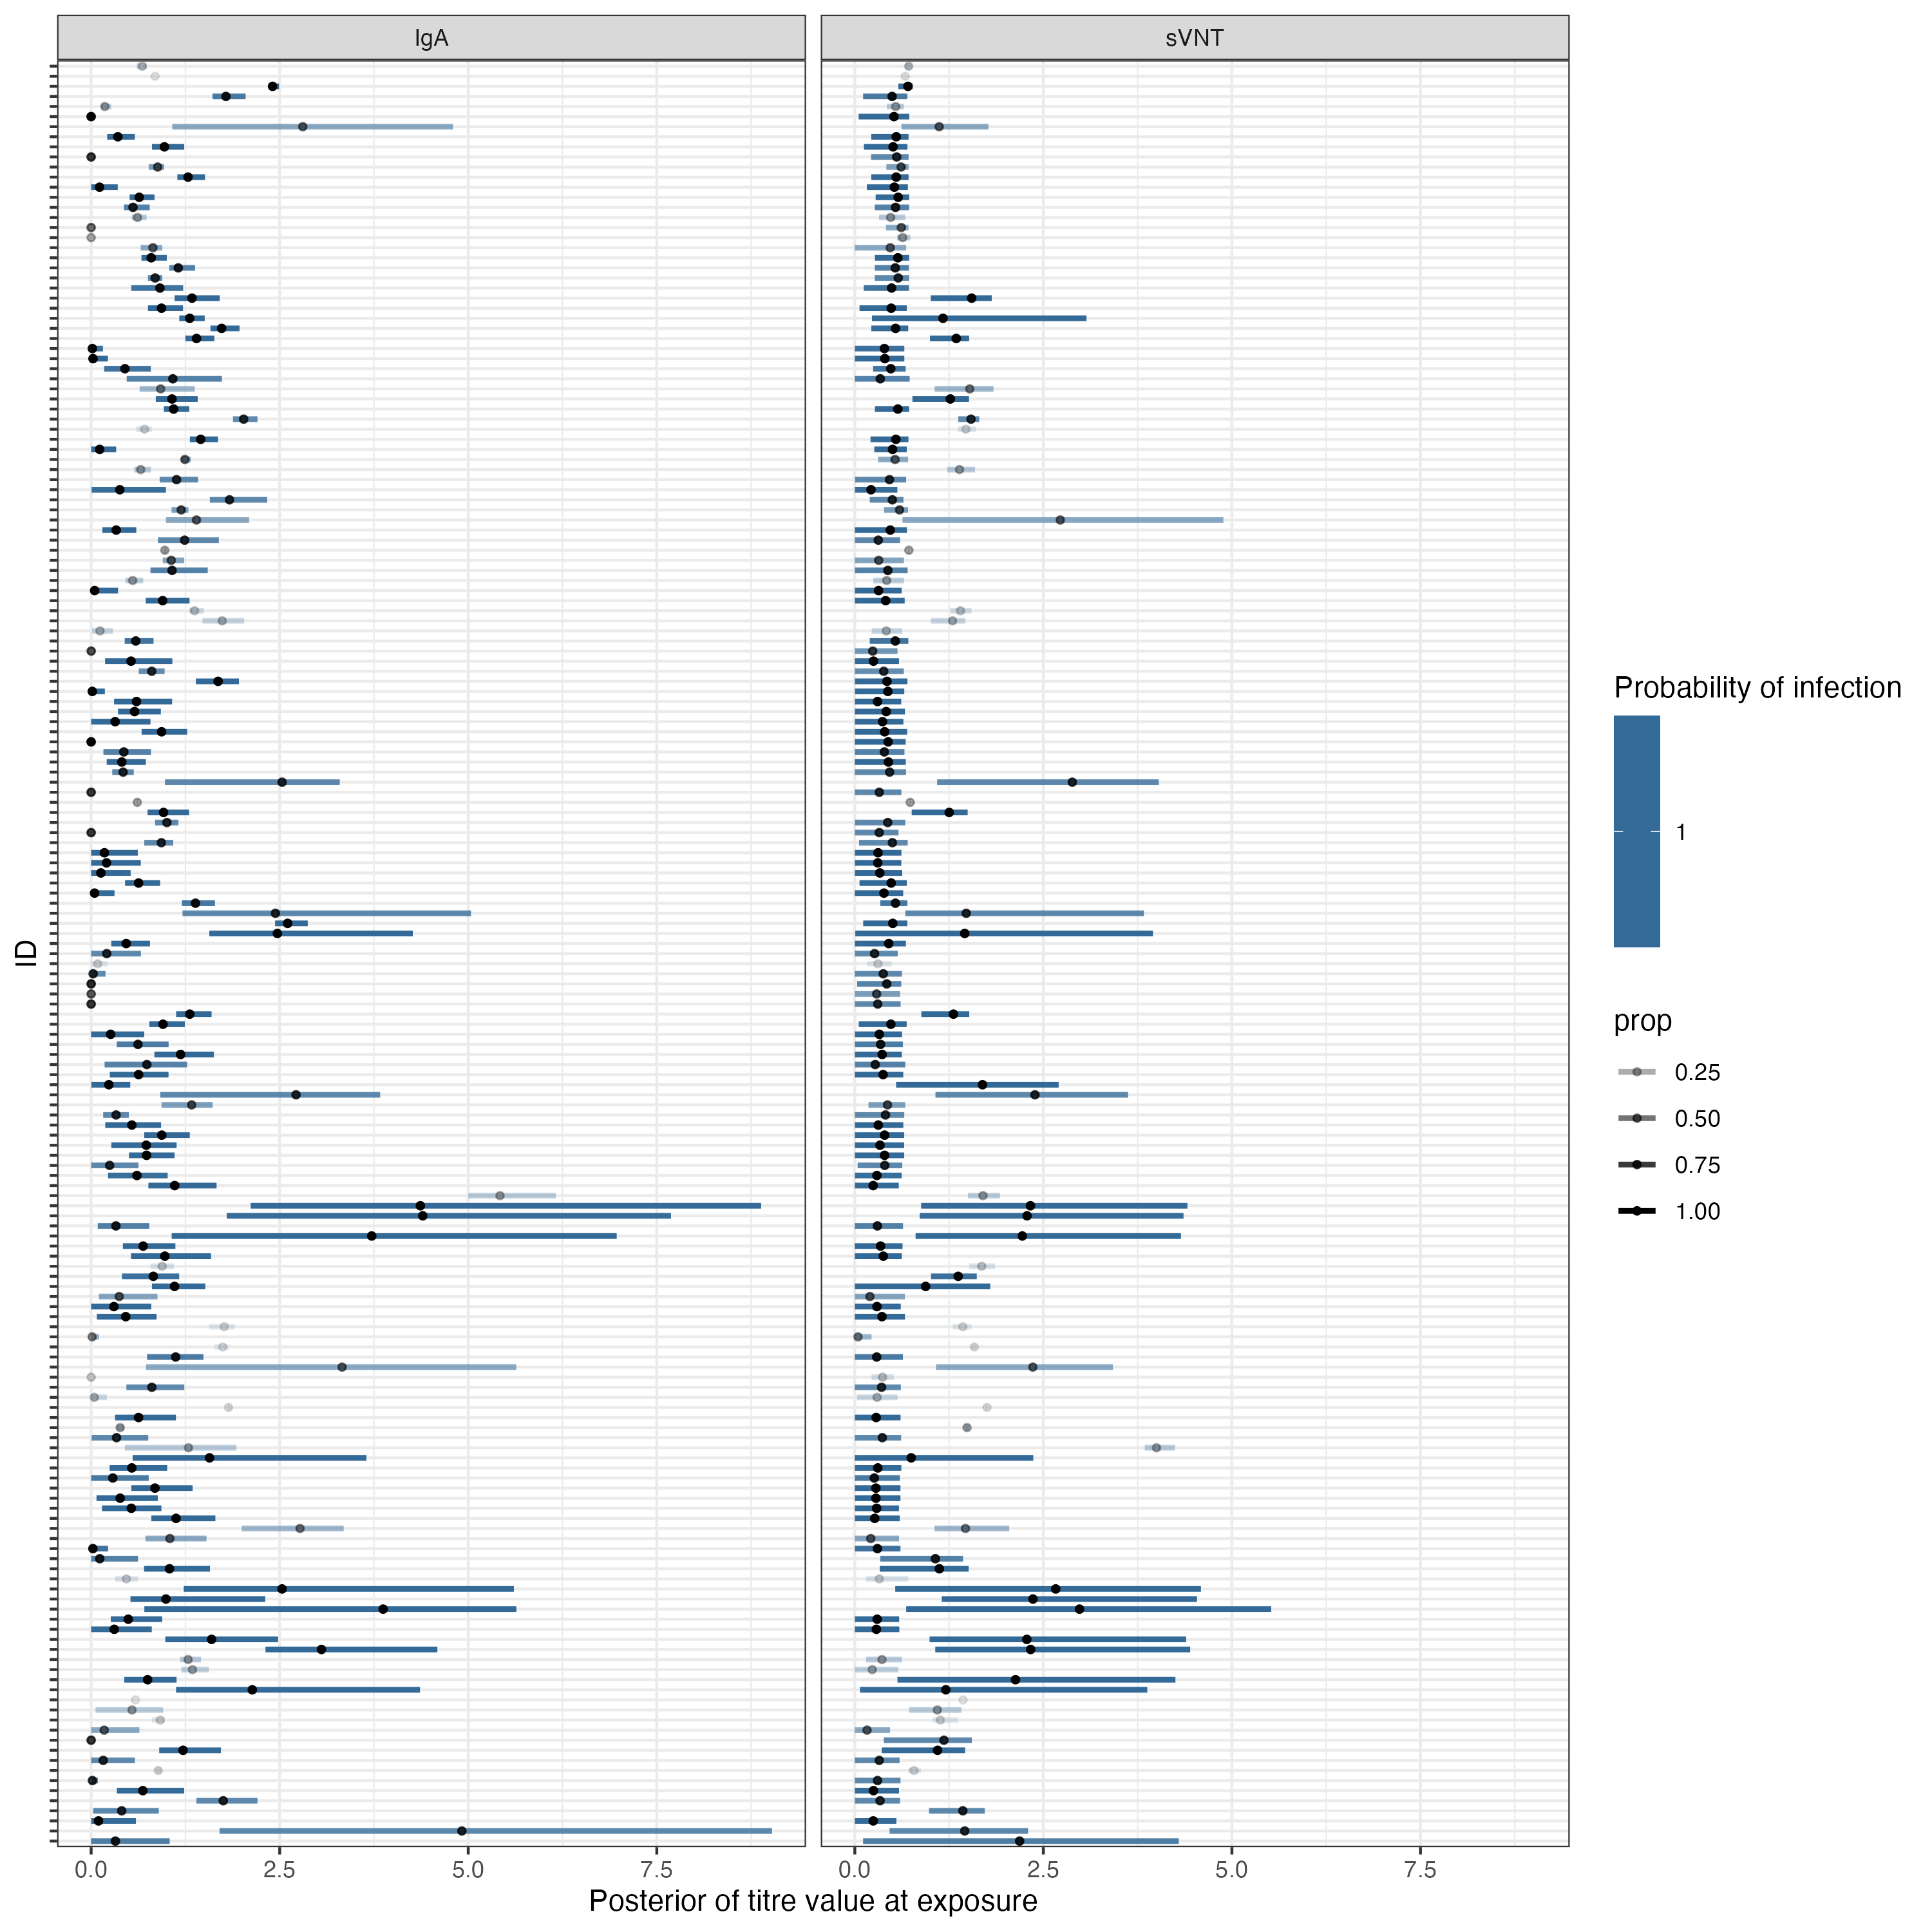 IgA
sVNT
ID
0.0
2.5
5.0
7.5
0.0
2.5
5.0
7.5
Posterior of titre value at exposure
Probability of infection
1
prop
0.25
0.50
0.75
1.00